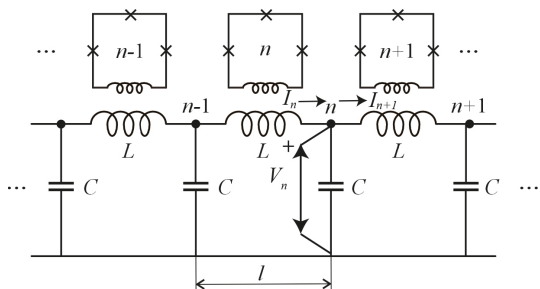 ... n-1 n n+1 ...
n-1 I_n n I_{n+1} n+1
L L + L
... C C V_n C C ...
l